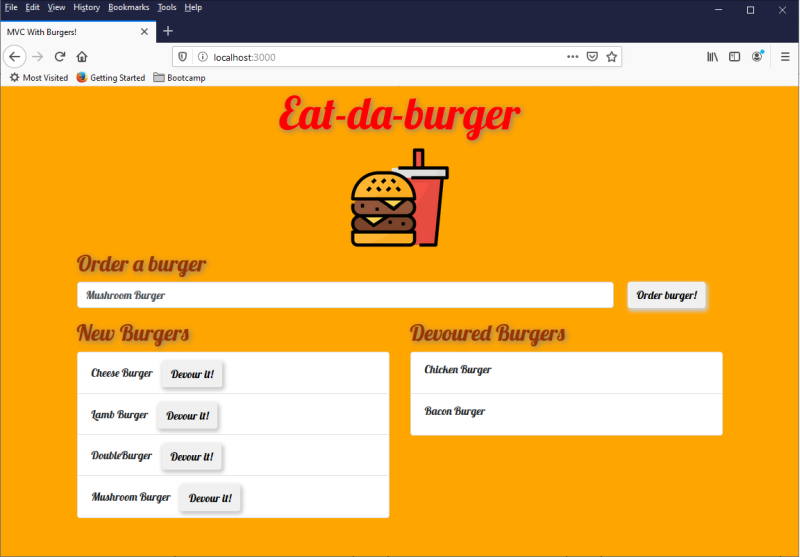 File Edit View History Bookmarks Tools Help
MVC With Burgers!
localhost:3000
Most Visited Getting Started Bootcamp
Eat-da-burger
Order a burger
Mushroom Burger Order burger!
New Burgers Devoured Burgers
Cheese Burger Devour it! Chicken Burger
Lamb Burger Devour it! Bacon Burger
DoubleBurger Devour it!
Mushroom Burger Devour it!